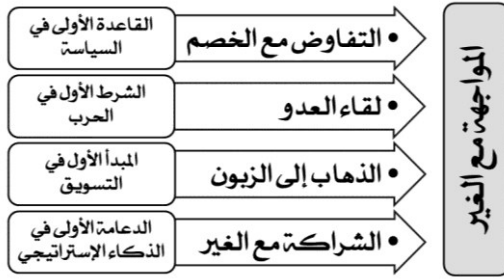 المواجهة مع الغير
• التفاوض مع الخصم
القاعدة الأولى في
السياسة
• لقاء العدو
الشرط الأول في
الحرب
• الذهاب إلى الزبون
المبدأ الأول في
التسويق
• الشراكة مع الغير
الدعامة الأولى في
الذكاء الإستراتيجي